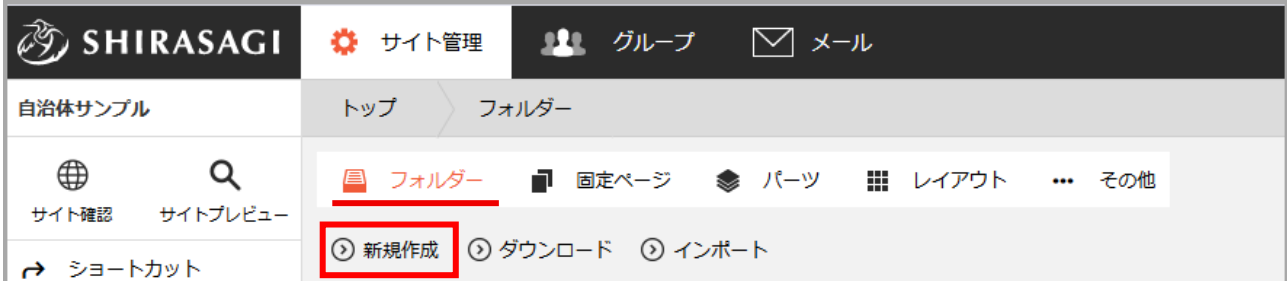 SHIRASAGI サイト管理 グループ メール
自治体サンプル トップ フォルダー
フォルダー 固定ページ パーツ レイアウト ••• その他
サイト確認 サイトプレビュー
新規作成 ダウンロード インポート
ショートカット